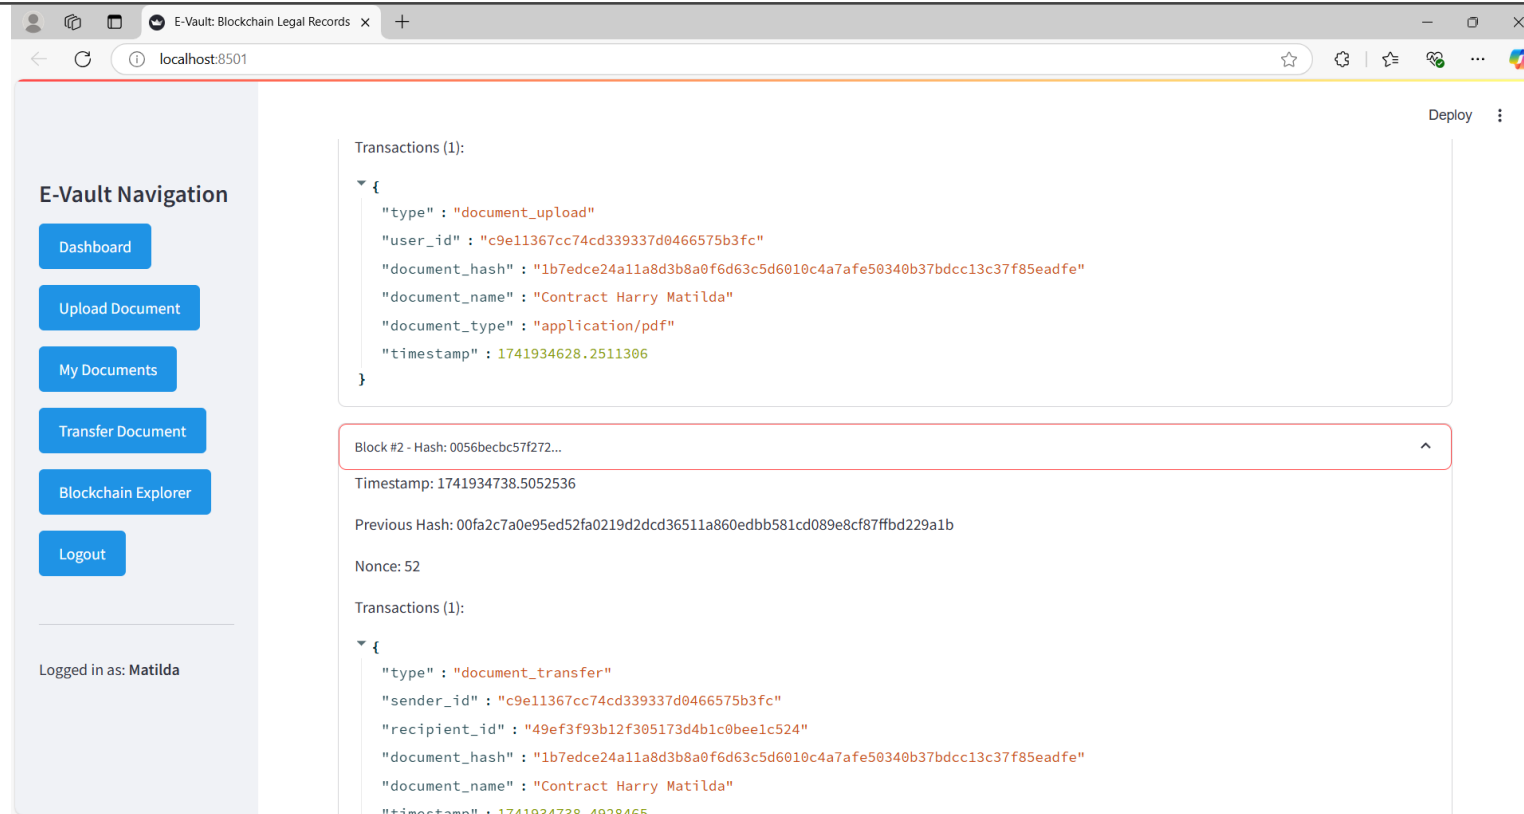 E-Vault: Blockchain Legal Records
localhost:8501
Deploy
E-Vault Navigation
Dashboard
Upload Document
My Documents
Transfer Document
Blockchain Explorer
Logout
Logged in as: Matilda
Transactions (1):
{
"type" : "document_upload"
"user_id" : "c9e11367cc74cd339337d0466575b3fc"
"document_hash" : "1b7edce24a11a8d3b8a0f6d63c5d6010c4a7afe50340b37bdcc13c37f85eadfe"
"document_name" : "Contract Harry Matilda"
"document_type" : "application/pdf"
"timestamp" : 1741934628.2511306
}
Block #2 - Hash: 0056becbc57f272...
Timestamp: 1741934738.5052536
Previous Hash: 00fa2c7a0e95ed52fa0219d2dcd36511a860edbb581cd089e8cf87ffbd229a1b
Nonce: 52
Transactions (1):
{
"type" : "document_transfer"
"sender_id" : "c9e11367cc74cd339337d0466575b3fc"
"recipient_id" : "49ef3f93b12f305173d4b1c0bee1c524"
"document_hash" : "1b7edce24a11a8d3b8a0f6d63c5d6010c4a7afe50340b37bdcc13c37f85eadfe"
"document_name" : "Contract Harry Matilda"
"timestamp" : 1741934738.4928465